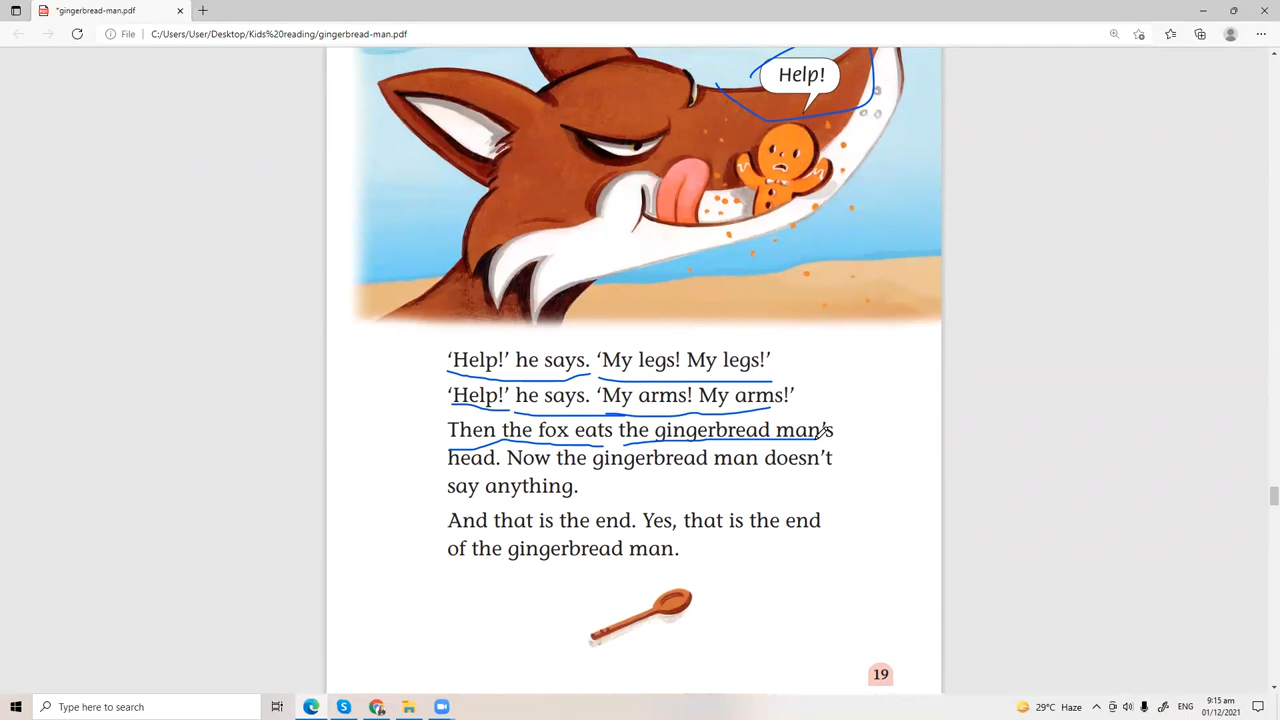 *gingerbread-man.pdf
File
C:/Users/User/Desktop/Kids%20reading/gingerbread-man.pdf
Help!
‘Help!’ he says. ‘My legs! My legs!’
‘Help!’ he says. ‘My arms! My arms!’
Then the fox eats the gingerbread man’s
head. Now the gingerbread man doesn’t
say anything.
And that is the end. Yes, that is the end
of the gingerbread man.
19
Type here to search
29°C Haze
ENG
9:15 am
01/12/2021